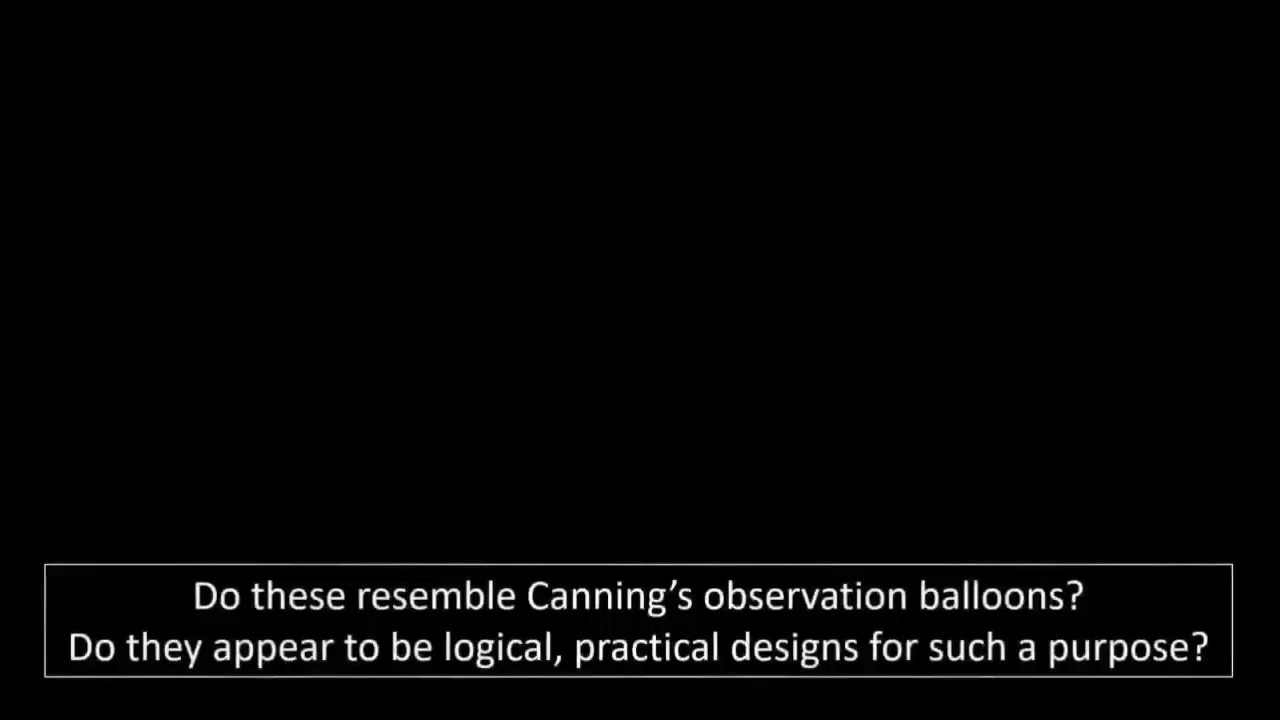 Do these resemble Canning’s observation balloons?
Do they appear to be logical, practical designs for such a purpose?